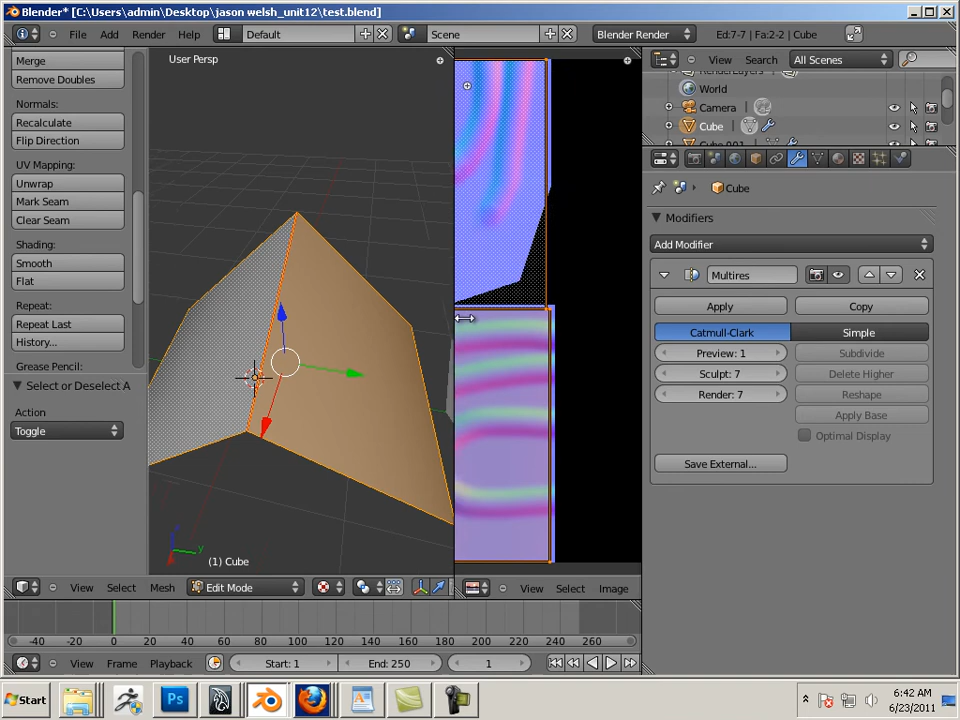 Blender* [C:\Users\admin\Desktop\jason welsh_unit12\test.blend]
File Add Render Help Default Scene Blender Render Ed:7-7 | Fa:2-2 | Cube
Merge
Remove Doubles
Normals:
Recalculate
Flip Direction
UV Mapping:
Unwrap
Mark Seam
Clear Seam
Shading:
Smooth
Flat
Repeat:
Repeat Last
History...
Grease Pencil:
Select or Deselect A
Action
Toggle
User Persp
z
y
(1) Cube
View Select Mesh Edit Mode
View Select Image
View Search All Scenes
RenderLayers
World
Camera
Cube
Cube.001
Cube
Modifiers
Add Modifier
Multires
Apply Copy
Catmull-Clark Simple
Preview: 1 Subdivide
Sculpt: 7 Delete Higher
Render: 7 Reshape
Apply Base
Optimal Display
Save External...
-40 -20 0 20 40 60 80 100 120 140 160 180 200 220 240 260
View Frame Playback Start: 1 End: 250 1
Start Ps 6:42 AM
6/23/2011